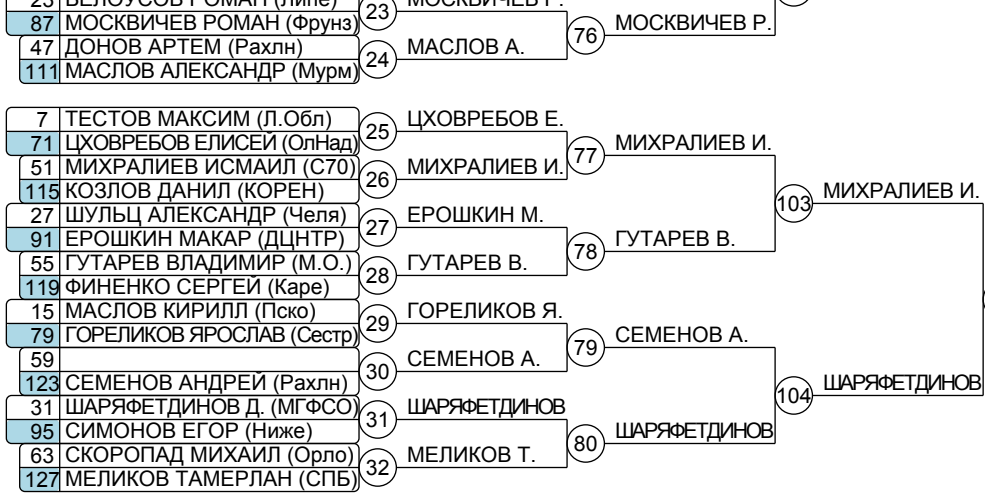 23 БЕЛОУСОВ РОМАН (Липе)
87 МОСКВИЧЕВ РОМАН (Фрунз)
23
МОСКВИЧЕВ Р.
47 ДОНОВ АРТЕМ (Рахлн)
111 МАСЛОВ АЛЕКСАНДР (Мурм)
24
МАСЛОВ А.
76
МОСКВИЧЕВ Р.
7 ТЕСТОВ МАКСИМ (Л.Обл)
71 ЦХОВРЕБОВ ЕЛИСЕЙ (ОлНад)
25
ЦХОВРЕБОВ Е.
51 МИХРАЛИЕВ ИСМАИЛ (С70)
115 КОЗЛОВ ДАНИЛ (КОРЕН)
26
МИХРАЛИЕВ И.
77
МИХРАЛИЕВ И.
27 ШУЛЬЦ АЛЕКСАНДР (Челя)
91 ЕРОШКИН МАКАР (ДЦНТР)
27
ЕРОШКИН М.
55 ГУТАРЕВ ВЛАДИМИР (М.О.)
119 ФИНЕНКО СЕРГЕЙ (Каре)
28
ГУТАРЕВ В.
78
ГУТАРЕВ В.
103
МИХРАЛИЕВ И.
15 МАСЛОВ КИРИЛЛ (Пско)
79 ГОРЕЛИКОВ ЯРОСЛАВ (Сестр)
29
ГОРЕЛИКОВ Я.
59
123 СЕМЕНОВ АНДРЕЙ (Рахлн)
30
СЕМЕНОВ А.
79
СЕМЕНОВ А.
31 ШАРЯФЕТДИНОВ Д. (МГФСО)
95 СИМОНОВ ЕГОР (Ниже)
31
ШАРЯФЕТДИНОВ
63 СКОРОПАД МИХАИЛ (Орло)
127 МЕЛИКОВ ТАМЕРЛАН (СПБ)
32
МЕЛИКОВ Т.
80
ШАРЯФЕТДИНОВ
104
ШАРЯФЕТДИНОВ